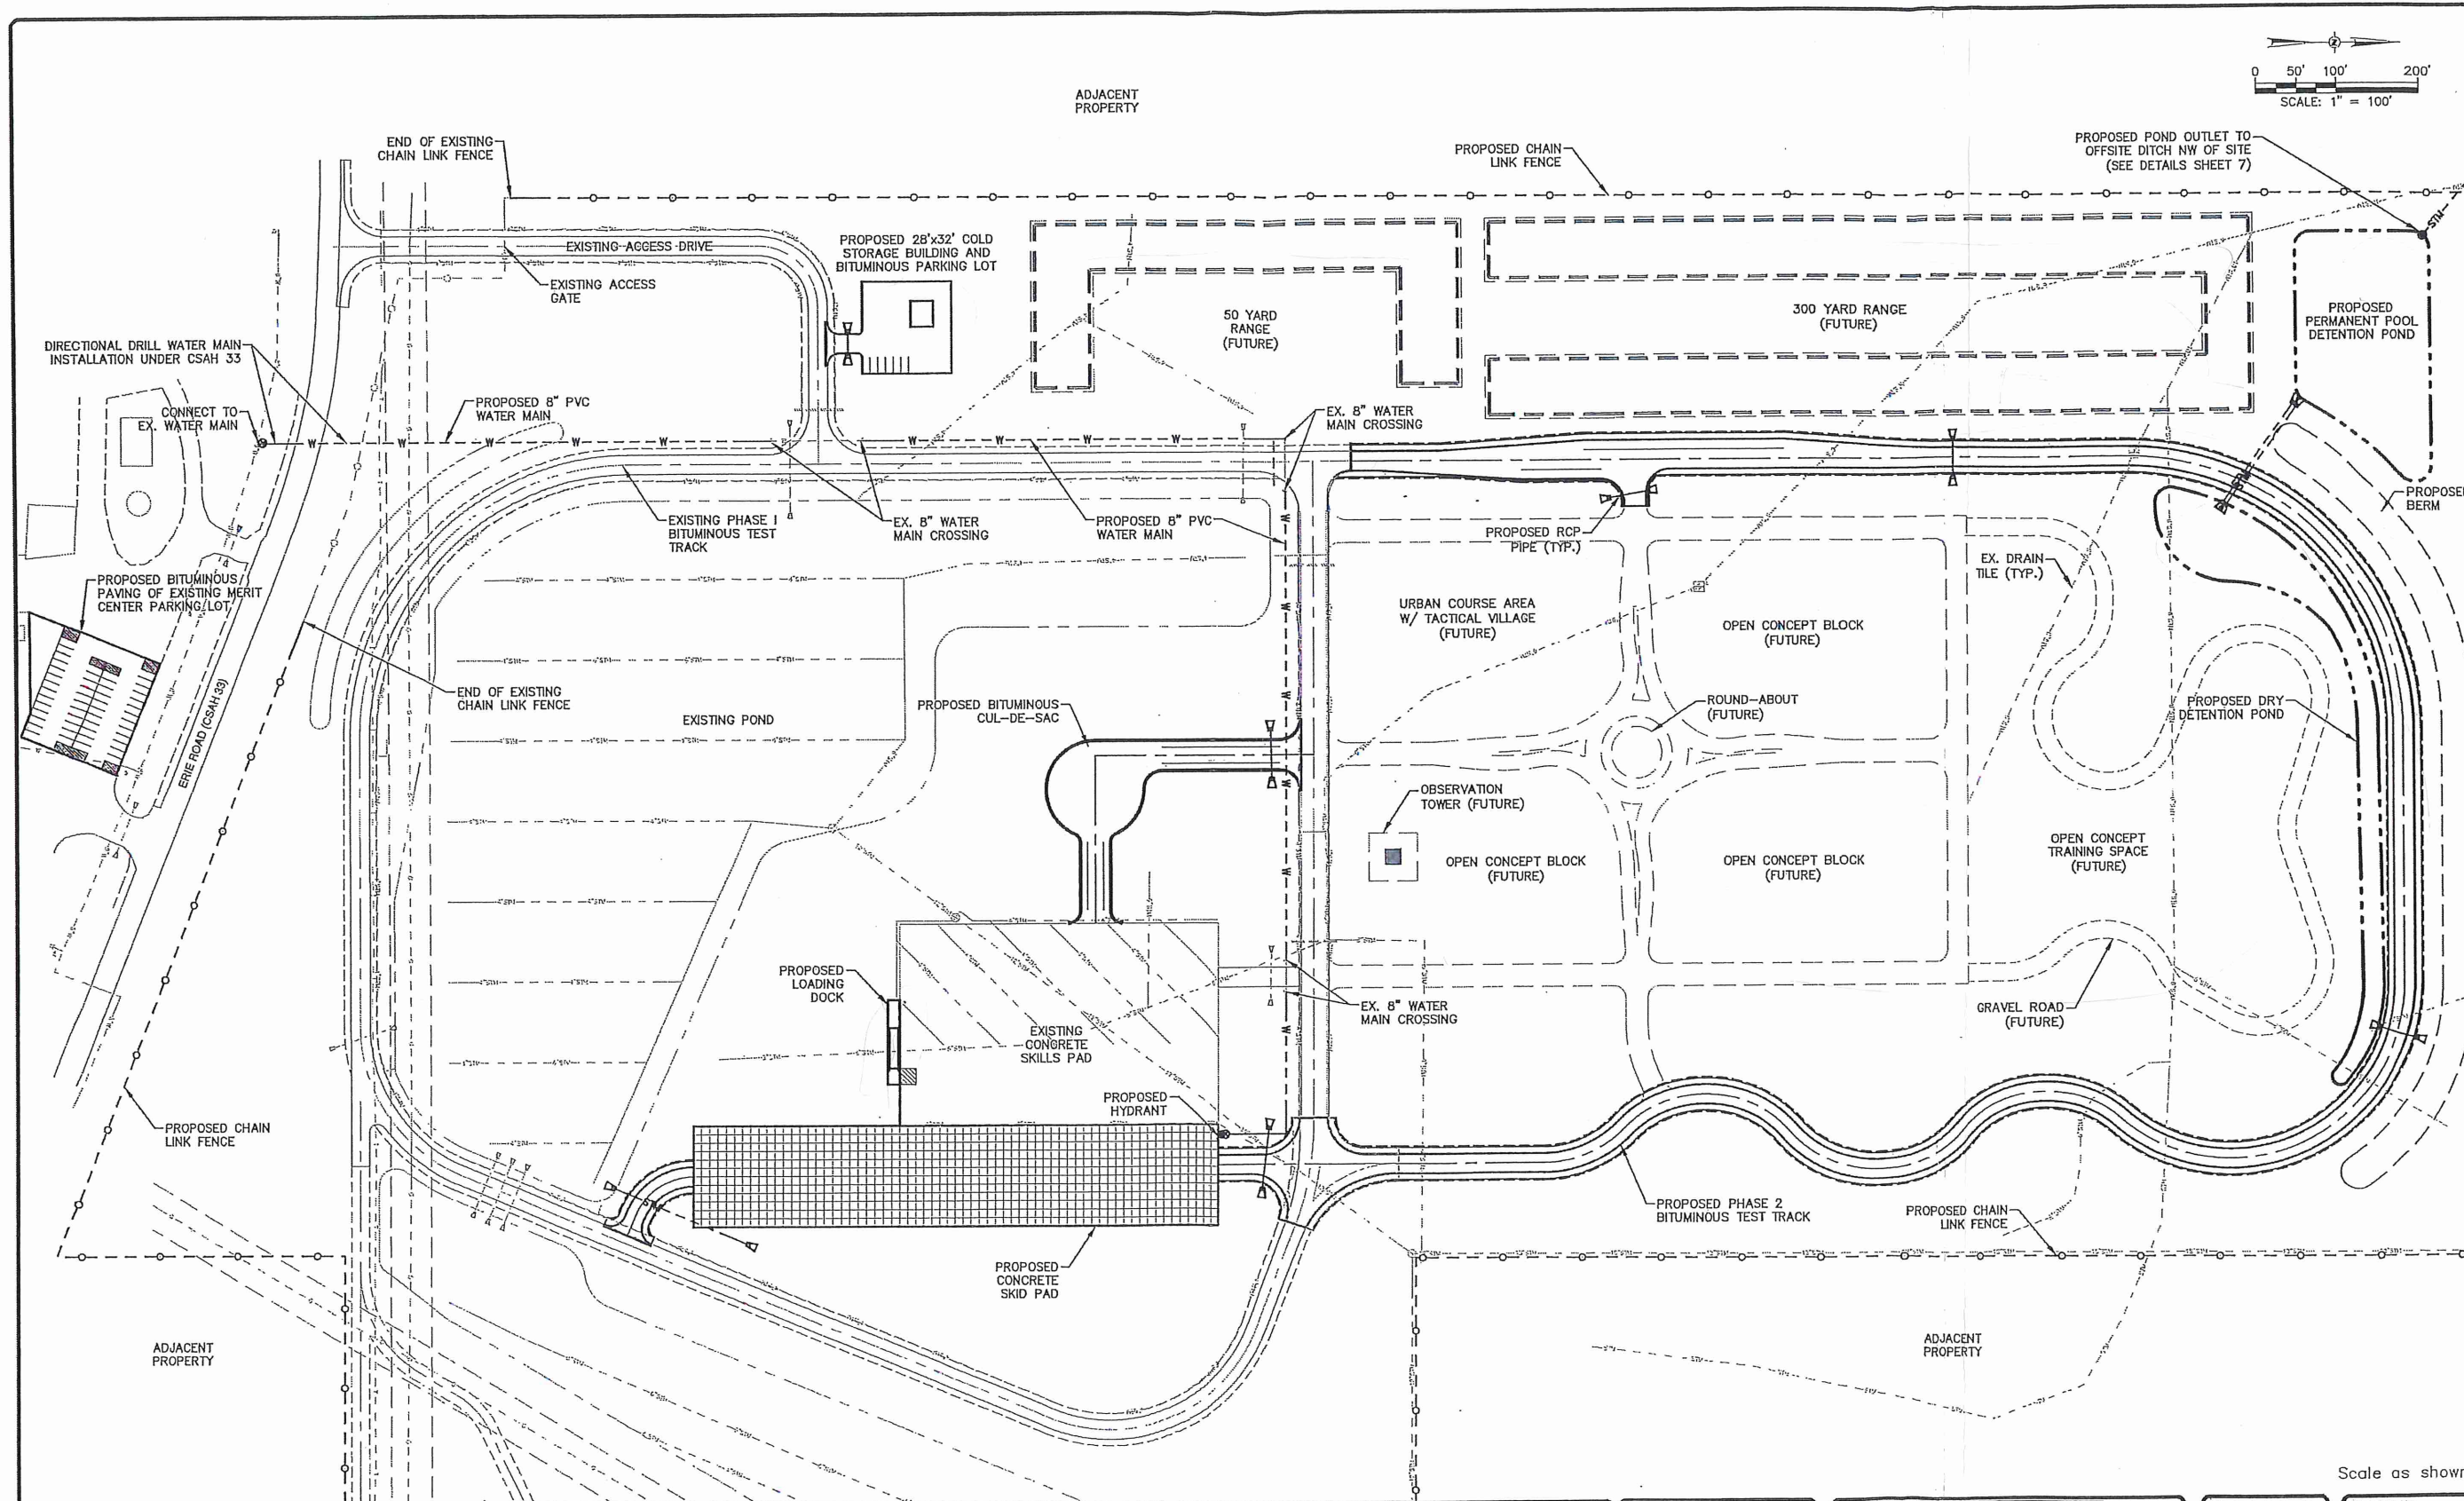 0 50' 100' 200'
SCALE: 1" = 100'
ADJACENT
PROPERTY
END OF EXISTING
CHAIN LINK FENCE
PROPOSED CHAIN
LINK FENCE
PROPOSED POND OUTLET TO
OFFSITE DITCH NW OF SITE
(SEE DETAILS SHEET 7)
STM
EXISTING ACCESS DRIVE
PROPOSED 28'x32' COLD
STORAGE BUILDING AND
BITUMINOUS PARKING LOT
EXISTING ACCESS
GATE
50 YARD
RANGE
(FUTURE)
300 YARD RANGE
(FUTURE)
PROPOSED
PERMANENT POOL
DETENTION POND
DIRECTIONAL DRILL WATER MAIN
INSTALLATION UNDER CSAH 33
CONNECT TO
EX. WATER MAIN
PROPOSED 8" PVC
WATER MAIN
EX. 8" WATER
MAIN CROSSING
W W W W W W W W W
EXISTING PHASE I
BITUMINOUS TEST
TRACK
EX. 8" WATER
MAIN CROSSING
PROPOSED 8" PVC
WATER MAIN
PROPOSED RCP
PIPE (TYP.)
PROPOSED
BERM
EX. DRAIN
TILE (TYP.)
PROPOSED BITUMINOUS
PAVING OF EXISTING MERIT
CENTER PARKING LOT
URBAN COURSE AREA
W/ TACTICAL VILLAGE
(FUTURE)
OPEN CONCEPT BLOCK
(FUTURE)
END OF EXISTING
CHAIN LINK FENCE
ERIE ROAD (CSAH 33)
EXISTING POND
PROPOSED BITUMINOUS
CUL-DE-SAC
ROUND-ABOUT
(FUTURE)
PROPOSED DRY
DETENTION POND
OBSERVATION
TOWER (FUTURE)
OPEN CONCEPT BLOCK
(FUTURE)
OPEN CONCEPT BLOCK
(FUTURE)
OPEN CONCEPT
TRAINING SPACE
(FUTURE)
PROPOSED
LOADING
DOCK
EXISTING
CONCRETE
SKILLS PAD
EX. 8" WATER
MAIN CROSSING
GRAVEL ROAD
(FUTURE)
PROPOSED
HYDRANT
PROPOSED CHAIN
LINK FENCE
PROPOSED PHASE 2
BITUMINOUS TEST TRACK
PROPOSED CHAIN
LINK FENCE
PROPOSED
CONCRETE
SKID PAD
ADJACENT
PROPERTY
ADJACENT
PROPERTY
Scale as shown